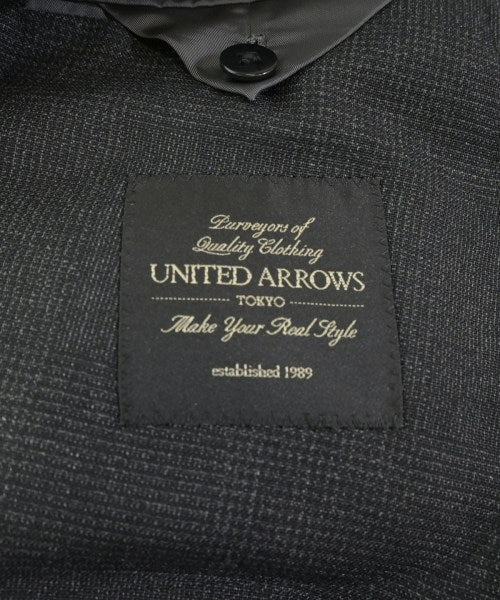 Purveyors of
Quality Clothing
UNITED ARROWS
TOKYO
Make Your Real Style
established 1989